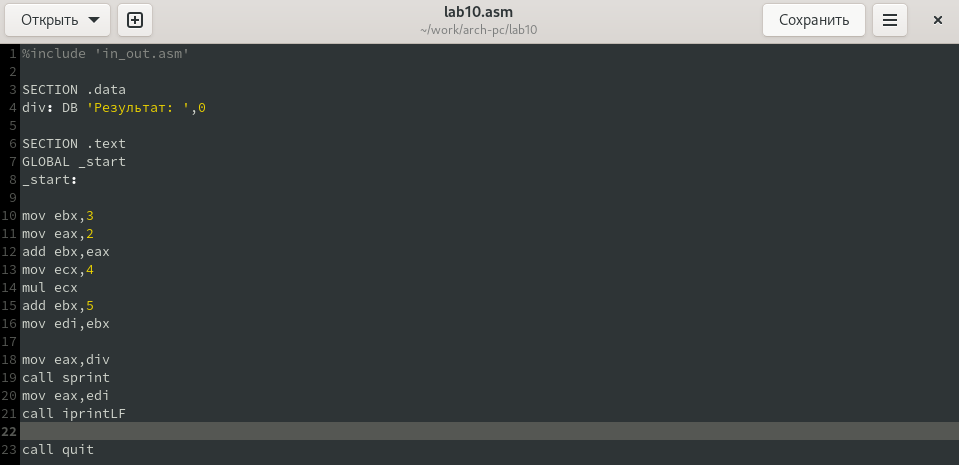 Открыть
lab10.asm
~/work/arch-pc/lab10
Сохранить
1 %include 'in_out.asm'
2
3 SECTION .data
4 div: DB 'Результат: ',0
5
6 SECTION .text
7 GLOBAL _start
8 _start:
9
10 mov ebx,3
11 mov eax,2
12 add ebx,eax
13 mov ecx,4
14 mul ecx
15 add ebx,5
16 mov edi,ebx
17
18 mov eax,div
19 call sprint
20 mov eax,edi
21 call iprintLF
22
23 call quit